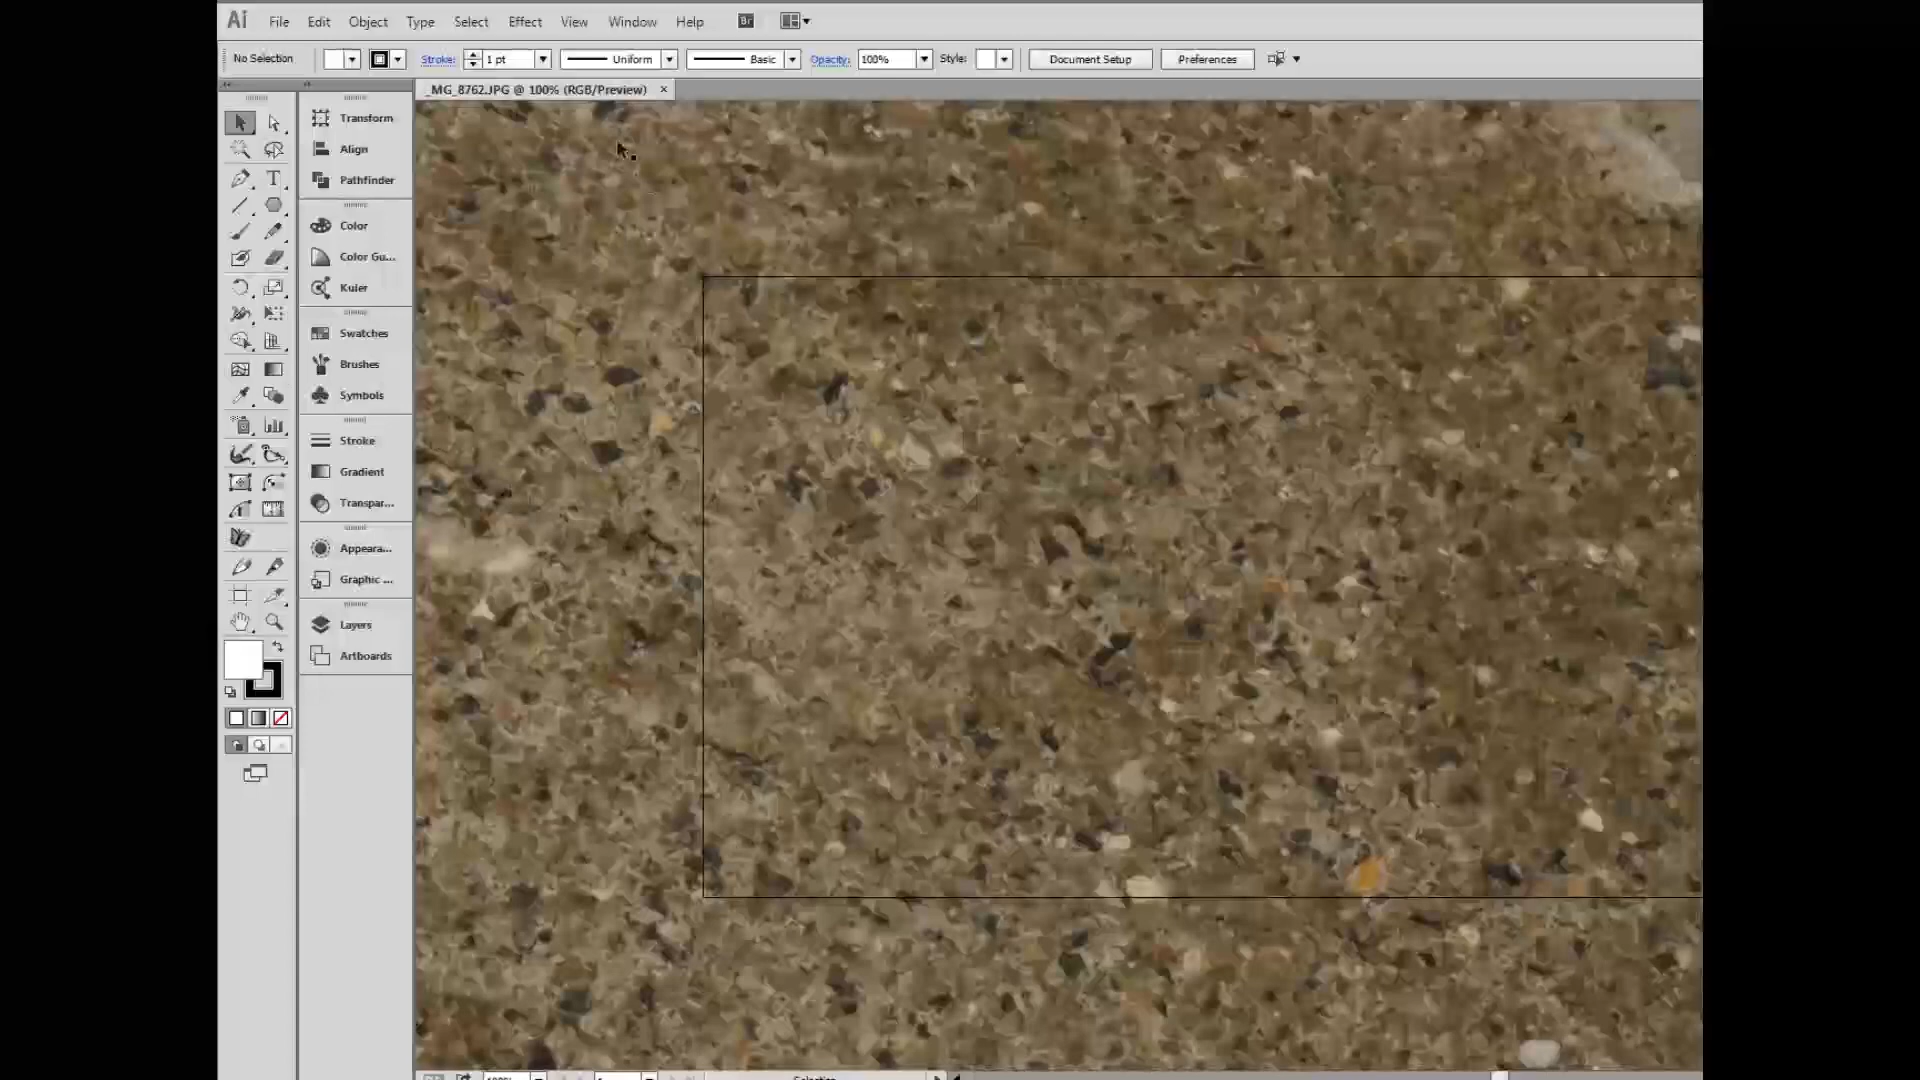 Ai File Edit Object Type Select Effect View Window Help Br
No Selection Stroke: 1 pt Uniform Basic Opacity: 100% Style: Document Setup Preferences
_MG_8762.JPG @ 100% (RGB/Preview) ×
Transform
Align
Pathfinder
Color
Color Gu...
Kuler
Swatches
Brushes
Symbols
Stroke
Gradient
Transpar...
Appeara...
Graphic ...
Layers
Artboards
100%
Selection